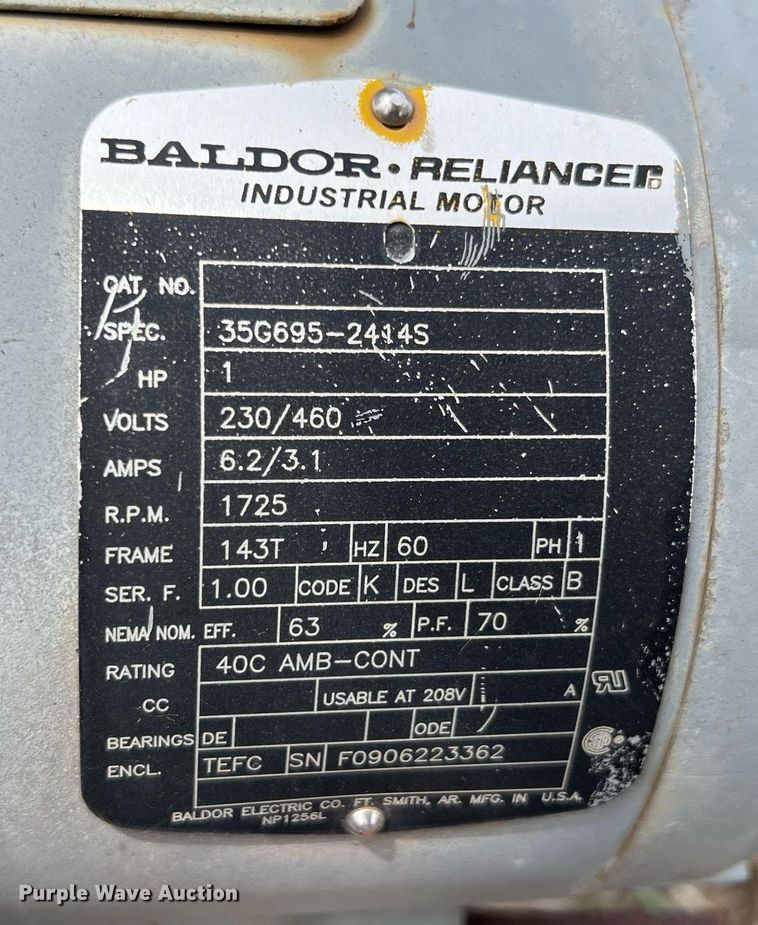 BALDOR · RELIANCER
INDUSTRIAL MOTOR
CAT. NO.
SPEC. 35G695-2414S
HP 1
VOLTS 230/460
AMPS 6.2/3.1
R.P.M. 1725
FRAME 143T HZ 60 PH 1
SER. F. 1.00 CODE K DES L CLASS B
NEMA NOM. EFF. 63 % P.F. 70 %
RATING 40C AMB-CONT
CC USABLE AT 208V A
BEARINGS DE ODE
ENCL. TEFC SN F0906223362
BALDOR ELECTRIC CO. FT. SMITH, AR. MFG. IN U.S.A.
NP1256L
Purple Wave Auction